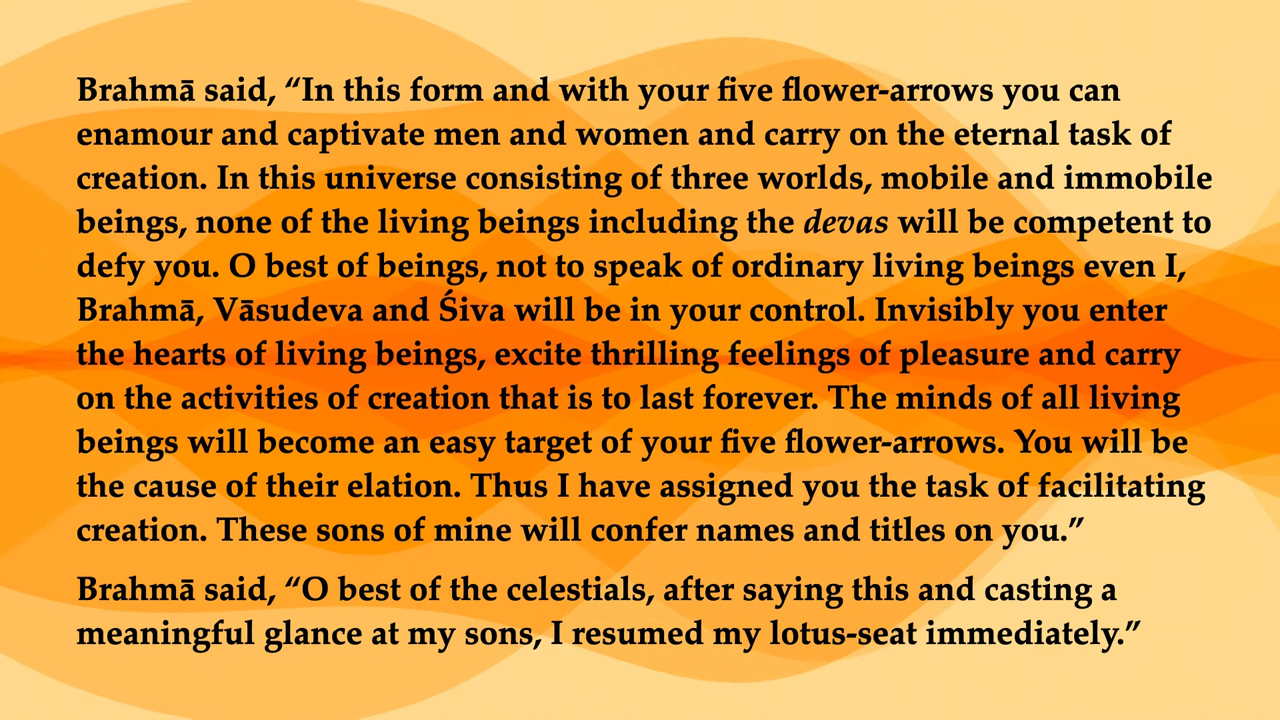 Brahmā said, “In this form and with your five flower-arrows you can
enamour and captivate men and women and carry on the eternal task of
creation. In this universe consisting of three worlds, mobile and immobile
beings, none of the living beings including the devas will be competent to
defy you. O best of beings, not to speak of ordinary living beings even I,
Brahmā, Vāsudeva and Śiva will be in your control. Invisibly you enter
the hearts of living beings, excite thrilling feelings of pleasure and carry
on the activities of creation that is to last forever. The minds of all living
beings will become an easy target of your five flower-arrows. You will be
the cause of their elation. Thus I have assigned you the task of facilitating
creation. These sons of mine will confer names and titles on you.”
Brahmā said, “O best of the celestials, after saying this and casting a
meaningful glance at my sons, I resumed my lotus-seat immediately.”